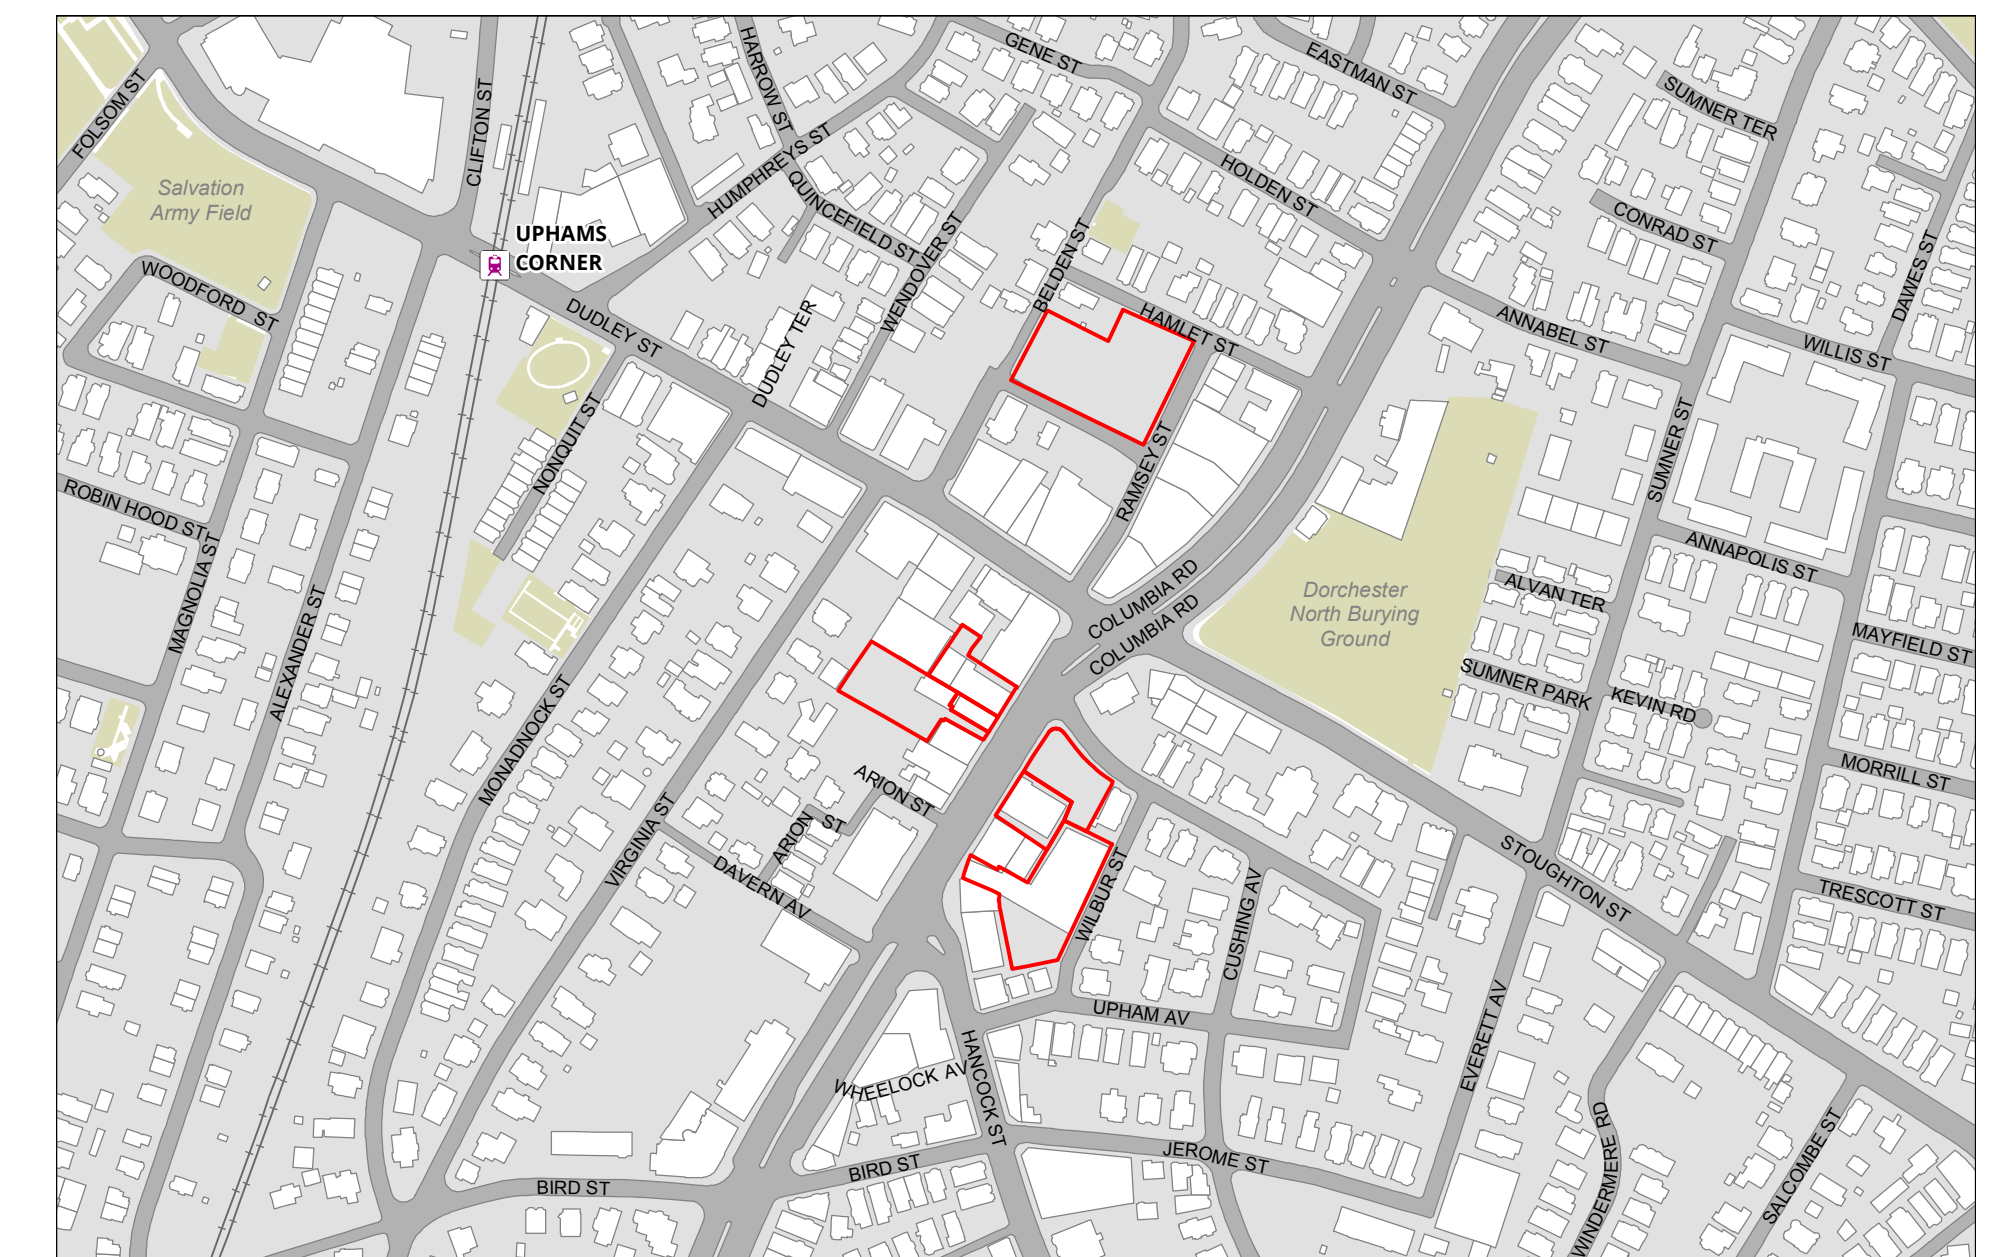 GENE ST
EASTMAN ST
HARROW ST
FOLSOM ST
CLIFTON ST
SUMNER TER
HUMPHREYS ST
HOLDEN ST
Salvation
Army Field
QUINCEFIELD ST
CONRAD ST
UPHAMS
CORNER
WENDOVER ST
BELDEN ST
DAWES ST
WOODFORD ST
DUDLEY ST
DUDLEY TER
HAMLET ST
ANNABEL ST
WILLIS ST
NONQUIT ST
RAMSEY ST
SUMNER ST
ROBIN HOOD ST
MAGNOLIA ST
ALEXANDER ST
COLUMBIA RD
COLUMBIA RD
Dorchester
North Burying
Ground
ANNAPOLIS ST
ALVAN TER
MAYFIELD ST
SUMNER PARK
KEVIN RD
MONADNOCK ST
VIRGINIA ST
ARION ST
ARION ST
DAVERN AV
MORRILL ST
STOUGHTON ST
WILBUR ST
CUSHING AV
TRESCOTT ST
UPHAM AV
EVERETT AV
HANCOCK ST
WHEELOCK AV
BIRD ST
BIRD ST
JEROME ST
WINDERMERE RD
SALCOMBE ST